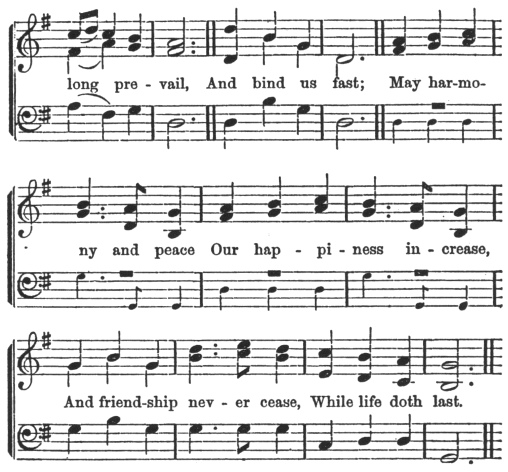 long pre - vail, And bind us fast; May har-mo-
ny and peace Our hap - pi - ness in - crease,
And friend-ship nev - er cease, While life doth last.